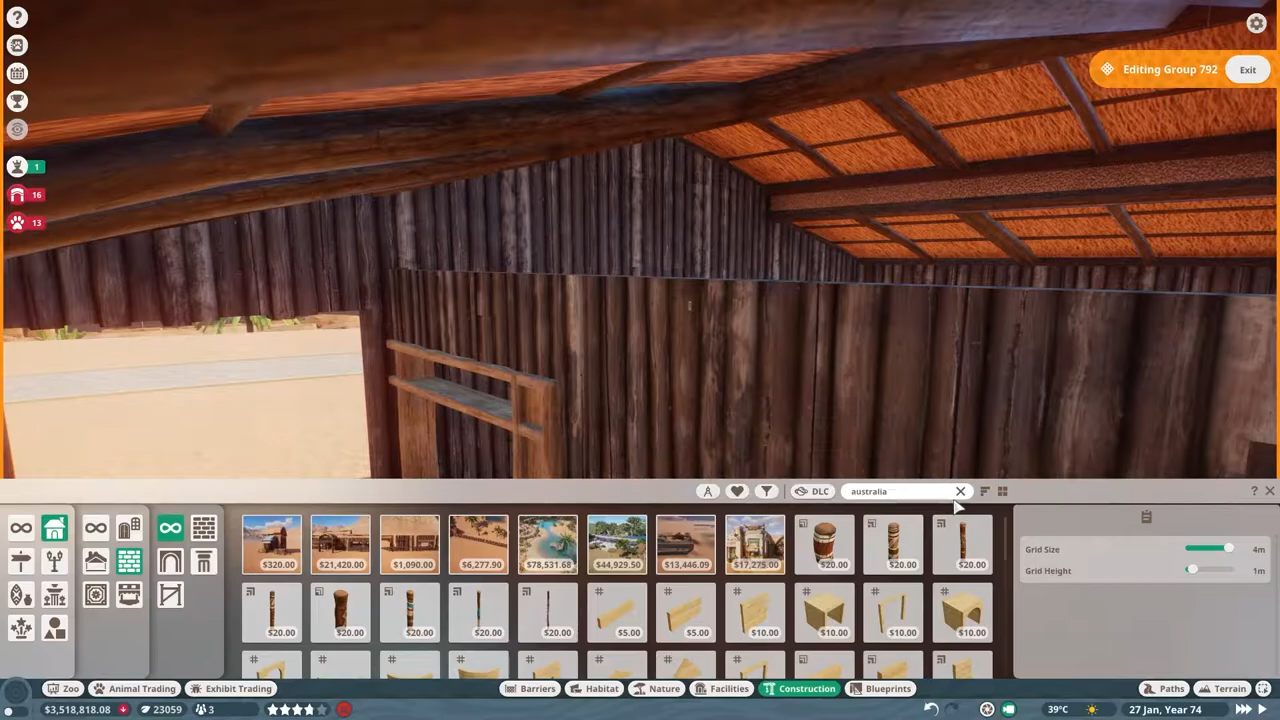 Editing Group 792
Exit
?
1
16
13
DLC
australia
?
$320.00
$21,420.00
$1,090.00
$6,277.90
$78,531.68
$44,929.50
$13,446.09
$17,275.00
$20.00
$20.00
$20.00
$20.00
$20.00
$20.00
$20.00
$20.00
$5.00
$5.00
$10.00
$10.00
$10.00
$10.00
Grid Size
4m
Grid Height
1m
Zoo
Animal Trading
Exhibit Trading
Barriers
Habitat
Nature
Facilities
Construction
Blueprints
Paths
Terrain
$3,518,818.08
23059
3
39°C
27 Jan, Year 74